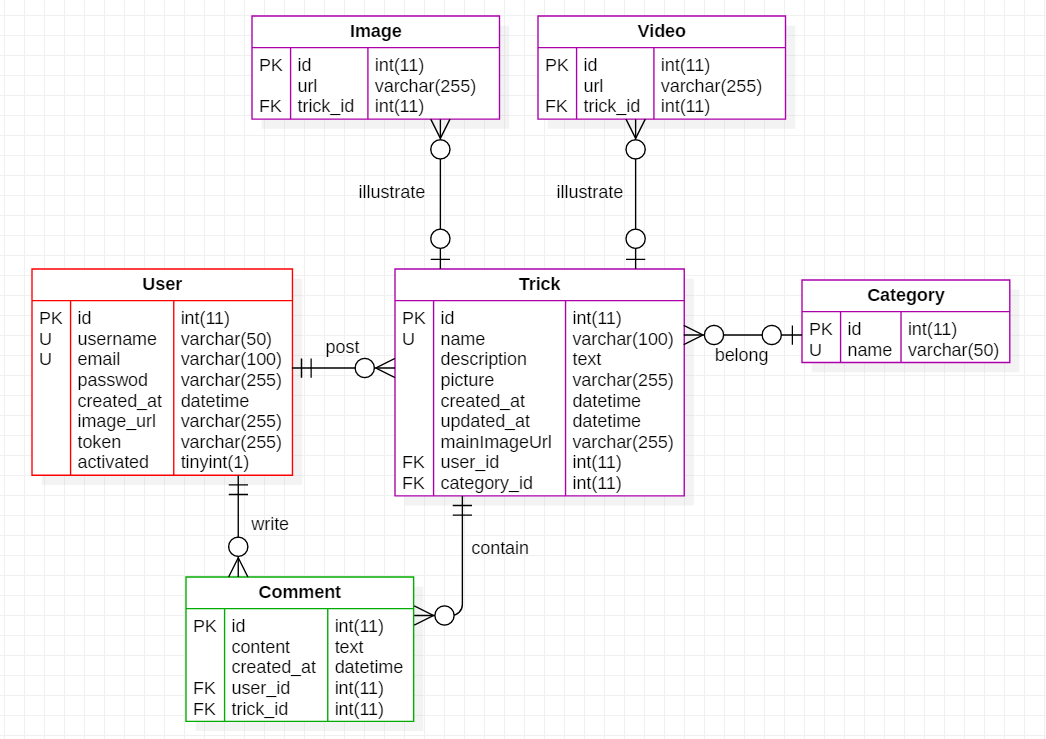 Image
PK id int(11)
url varchar(255)
FK trick_id int(11)
Video
PK id int(11)
url varchar(255)
FK trick_id int(11)
illustrate
illustrate
User
PK id int(11)
U username varchar(50)
U email varchar(100)
passwod varchar(255)
created_at datetime
image_url varchar(255)
token varchar(255)
activated tinyint(1)
post
Trick
PK id int(11)
U name varchar(100)
description text
picture varchar(255)
created_at datetime
updated_at datetime
mainImageUrl varchar(255)
FK user_id int(11)
FK category_id int(11)
belong
Category
PK id int(11)
U name varchar(50)
write
contain
Comment
PK id int(11)
content text
created_at datetime
FK user_id int(11)
FK trick_id int(11)